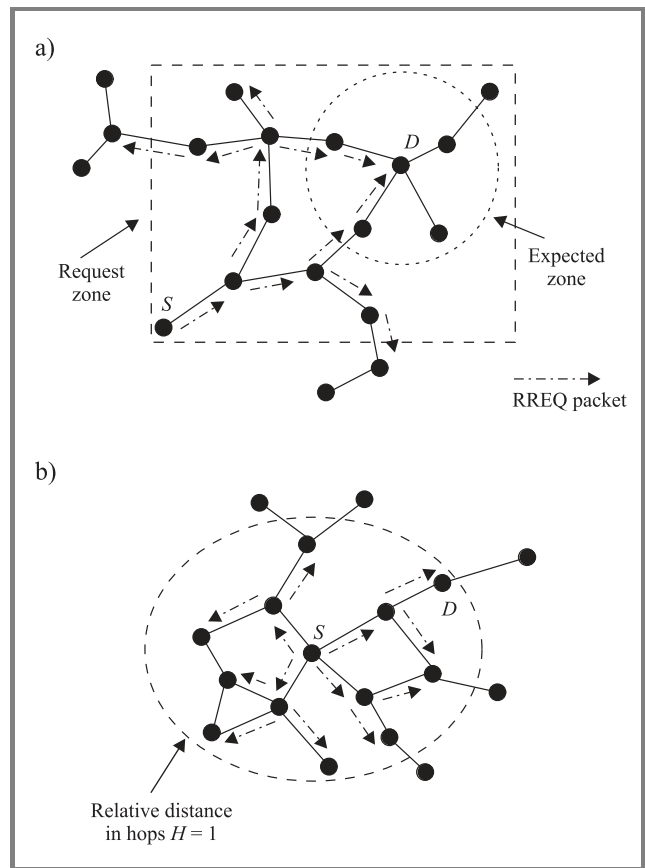 a)
D
Request
zone
Expected
zone
S
RREQ packet
b)
D
S
Relative distance
in hops H = 1